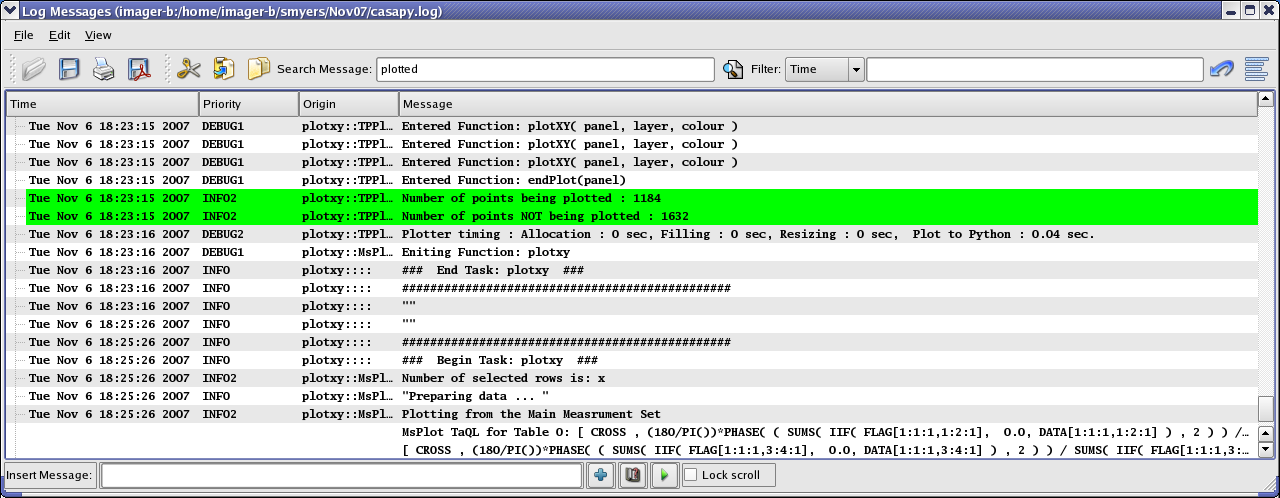 Log Messages (imager-b:/home/imager-b/smyers/Nov07/casapy.log)
File Edit View
Search Message: plotted Filter: Time
Time Priority Origin Message
Tue Nov 6 18:23:15 2007 DEBUG1 plotxy::TPPl... Entered Function: plotXY( panel, layer, colour )
Tue Nov 6 18:23:15 2007 DEBUG1 plotxy::TPPl... Entered Function: plotXY( panel, layer, colour )
Tue Nov 6 18:23:15 2007 DEBUG1 plotxy::TPPl... Entered Function: plotXY( panel, layer, colour )
Tue Nov 6 18:23:15 2007 DEBUG1 plotxy::TPPl... Entered Function: endPlot(panel)
Tue Nov 6 18:23:15 2007 INFO2 plotxy::TPPl... Number of points being plotted : 1184
Tue Nov 6 18:23:15 2007 INFO2 plotxy::TPPl... Number of points NOT being plotted : 1632
Tue Nov 6 18:23:16 2007 DEBUG2 plotxy::TPPl... Plotter timing : Allocation : 0 sec, Filling : 0 sec, Resizing : 0 sec,  Plot to Python : 0.04 sec.
Tue Nov 6 18:23:16 2007 DEBUG1 plotxy::MsPl... Eniting Function: plotxy
Tue Nov 6 18:23:16 2007 INFO plotxy:::: ###  End Task: plotxy  ###
Tue Nov 6 18:23:16 2007 INFO plotxy:::: ###############################################
Tue Nov 6 18:23:16 2007 INFO plotxy:::: ""
Tue Nov 6 18:25:26 2007 INFO plotxy:::: ""
Tue Nov 6 18:25:26 2007 INFO plotxy:::: ###############################################
Tue Nov 6 18:25:26 2007 INFO plotxy:::: ###  Begin Task: plotxy  ###
Tue Nov 6 18:25:26 2007 INFO2 plotxy::MsPl... Number of selected rows is: x
Tue Nov 6 18:25:26 2007 INFO plotxy::MsPl... "Preparing data ... "
Tue Nov 6 18:25:26 2007 INFO2 plotxy::MsPl... Plotting from the Main Measrument Set
MsPlot TaQL for Table 0: [ CROSS , (180/PI())*PHASE( ( SUMS( IIF( FLAG[1:1:1,1:2:1],  0.0, DATA[1:1:1,1:2:1] ) , 2 ) ) /...
[ CROSS , (180/PI())*PHASE( ( SUMS( IIF( FLAG[1:1:1,3:4:1],  0.0, DATA[1:1:1,3:4:1] ) , 2 ) ) / SUMS( IIF( FLAG[1:1:1,3:...
Insert Message: Lock scroll